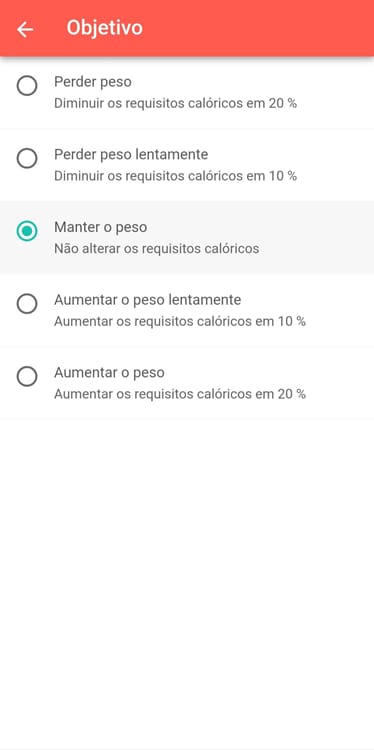 Objetivo
Perder peso
Diminuir os requisitos calóricos em 20 %
Perder peso lentamente
Diminuir os requisitos calóricos em 10 %
Manter o peso
Não alterar os requisitos calóricos
Aumentar o peso lentamente
Aumentar os requisitos calóricos em 10 %
Aumentar o peso
Aumentar os requisitos calóricos em 20 %